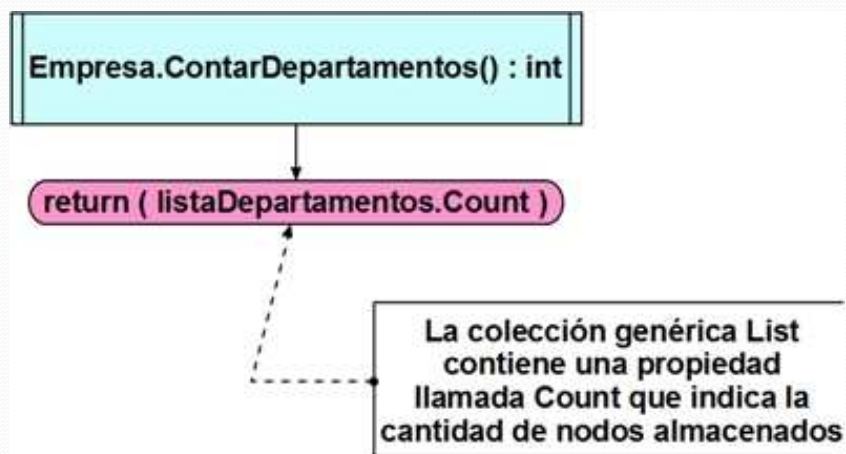 Empresa.ContarDepartamentos() : int
return ( listaDepartamentos.Count )
La colección genérica List
contiene una propiedad
llamada Count que indica la
cantidad de nodos almacenados